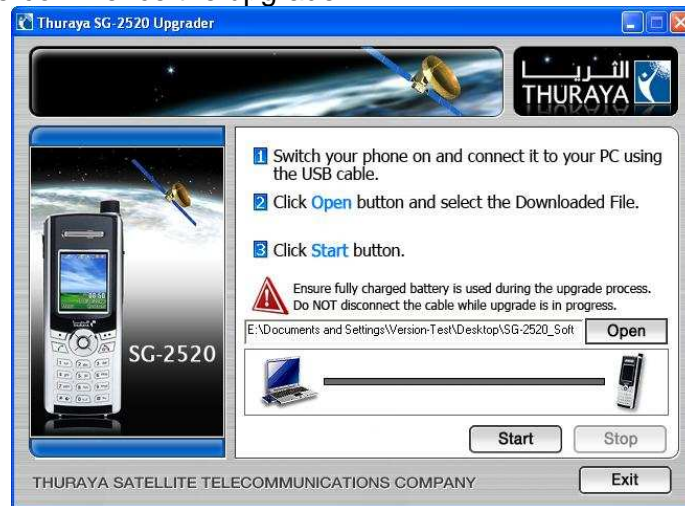 Thuraya SG-2520 Upgrader
الثريا
THURAYA
1 Switch your phone on and connect it to your PC using
the USB cable.
2 Click Open button and select the Downloaded File.
3 Click Start button.
Ensure fully charged battery is used during the upgrade process.
Do NOT disconnect the cable while upgrade is in progress.
E:\Documents and Settings\Version-Test\Desktop\SG-2520_Soft
Open
SG-2520
Start
Stop
THURAYA SATELLITE TELECOMMUNICATIONS COMPANY
Exit